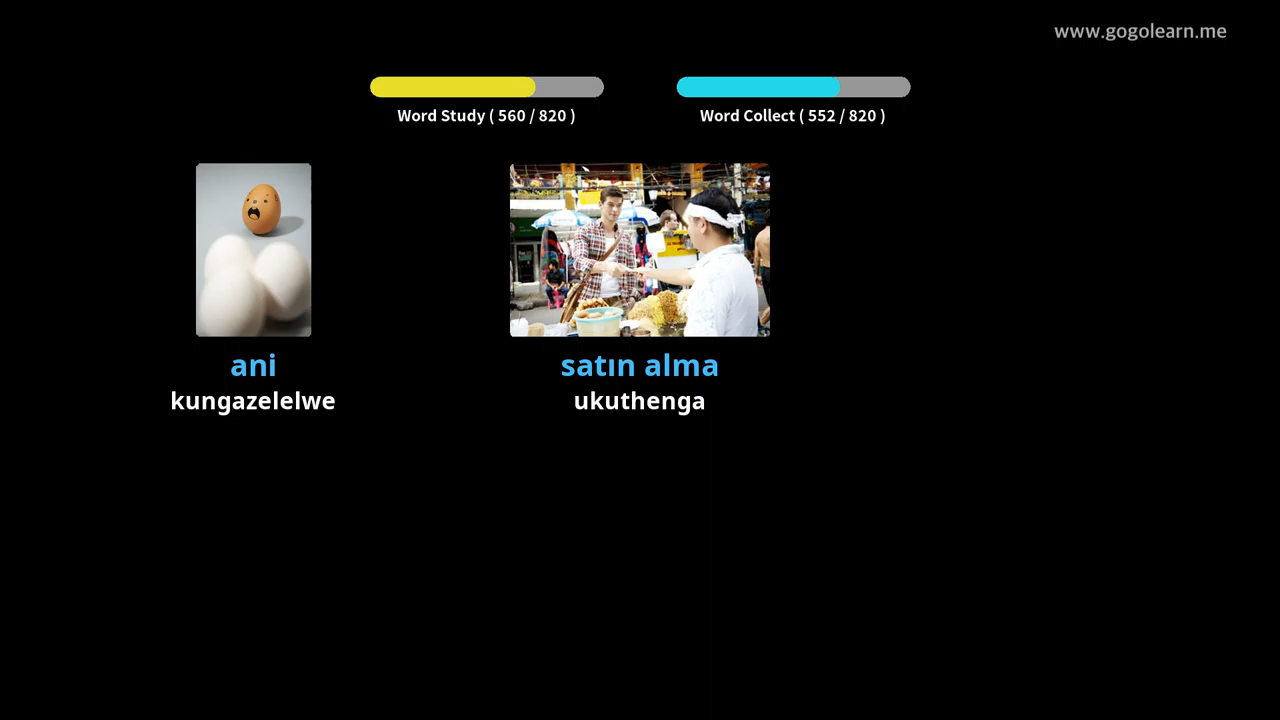 www.gogolearn.me
Word Study ( 560 / 820 )
Word Collect ( 552 / 820 )
ani
kungazelelwe
satın alma
ukuthenga